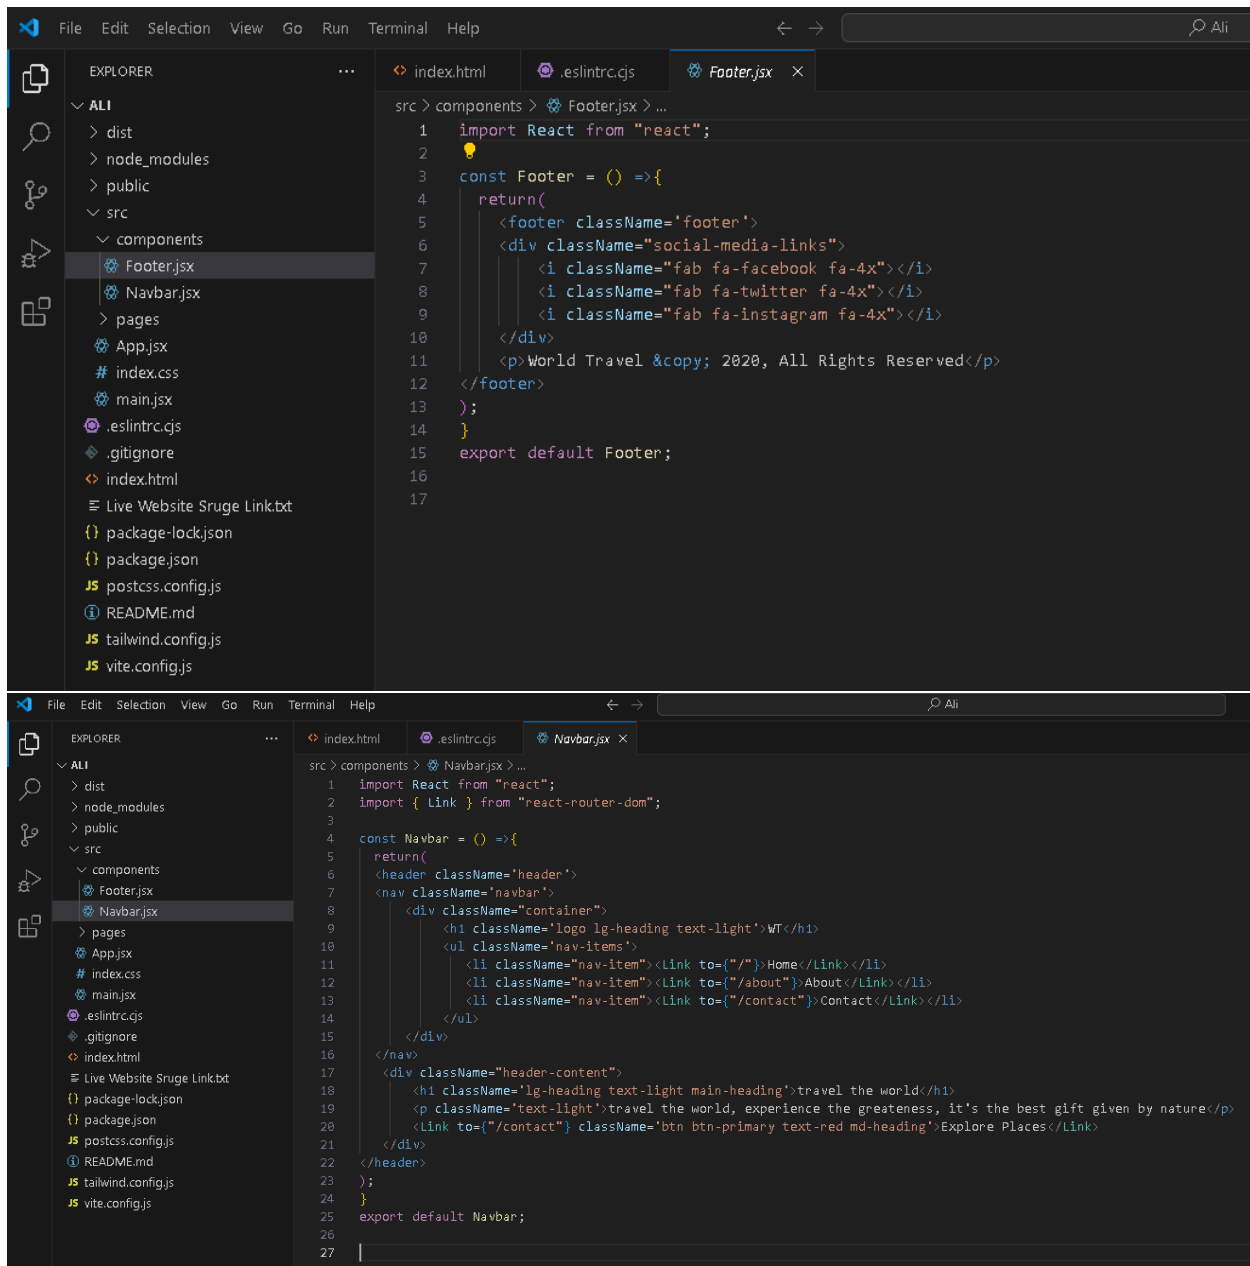 File Edit Selection View Go Run Terminal Help
Ali
EXPLORER
ALI
dist
node_modules
public
src
components
Footer.jsx
Navbar.jsx
pages
App.jsx
# index.css
main.jsx
.eslintrc.cjs
.gitignore
index.html
Live Website Sruge Link.txt
{} package-lock.json
{} package.json
JS postcss.config.js
README.md
JS tailwind.config.js
JS vite.config.js
index.html .eslintrc.cjs Footer.jsx
src > components > Footer.jsx > ...
1 import React from "react";
2
3 const Footer = () =>{
4 return(
5 <footer className='footer'>
6 <div className="social-media-links">
7 <i className="fab fa-facebook fa-4x"></i>
8 <i className="fab fa-twitter fa-4x"></i>
9 <i className="fab fa-instagram fa-4x"></i>
10 </div>
11 <p>World Travel &copy; 2020, All Rights Reserved</p>
12 </footer>
13 );
14 }
15 export default Footer;
16
17
File Edit Selection View Go Run Terminal Help
Ali
EXPLORER
ALI
dist
node_modules
public
src
components
Footer.jsx
Navbar.jsx
pages
App.jsx
# index.css
main.jsx
.eslintrc.cjs
.gitignore
index.html
Live Website Sruge Link.txt
{} package-lock.json
{} package.json
JS postcss.config.js
README.md
JS tailwind.config.js
JS vite.config.js
index.html .eslintrc.cjs Navbar.jsx
src > components > Navbar.jsx > ...
1 import React from "react";
2 import { Link } from "react-router-dom";
3
4 const Navbar = () =>{
5 return(
6 <header className='header'>
7 <nav className='navbar'>
8 <div className="container">
9 <h1 className='logo lg-heading text-light'>WT</h1>
10 <ul className='nav-items'>
11 <li className="nav-item"><Link to={"/"}>Home</Link></li>
12 <li className="nav-item"><Link to={"/about"}>About</Link></li>
13 <li className="nav-item"><Link to={"/contact"}>Contact</Link></li>
14 </ul>
15 </div>
16 </nav>
17 <div className="header-content">
18 <h1 className='lg-heading text-light main-heading'>travel the world</h1>
19 <p className='text-light'>travel the world, experience the greateness, it's the best gift given by nature</p>
20 <Link to={"/contact"} className='btn btn-primary text-red md-heading'>Explore Places</Link>
21 </div>
22 </header>
23 );
24 }
25 export default Navbar;
26
27